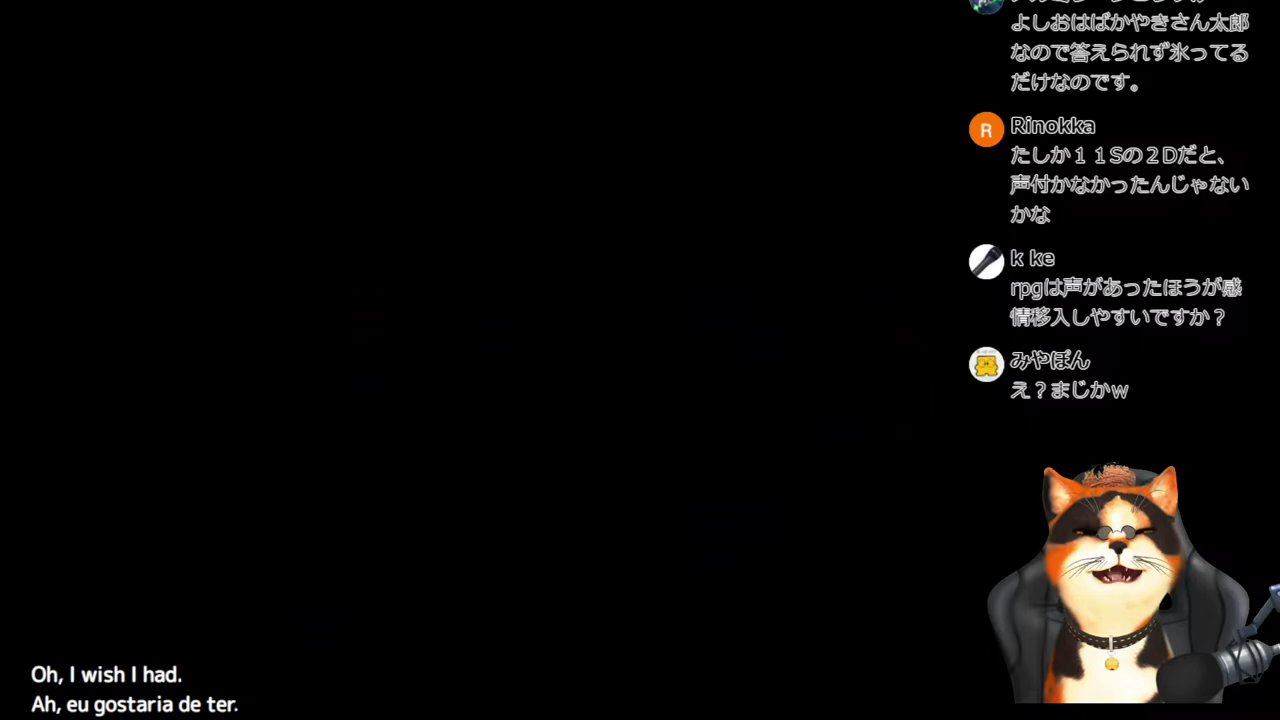 よしおはばかやきさん太郎
なので答えられず氷ってる
だけなのです。
Rinokka
たしか１１Sの２Dだと、
声付かなかったんじゃない
かな
k ke
rpgは声があったほうが感
情移入しやすいですか？
みやぽん
え？まじかｗ
Oh, I wish I had.
Ah, eu gostaria de ter.